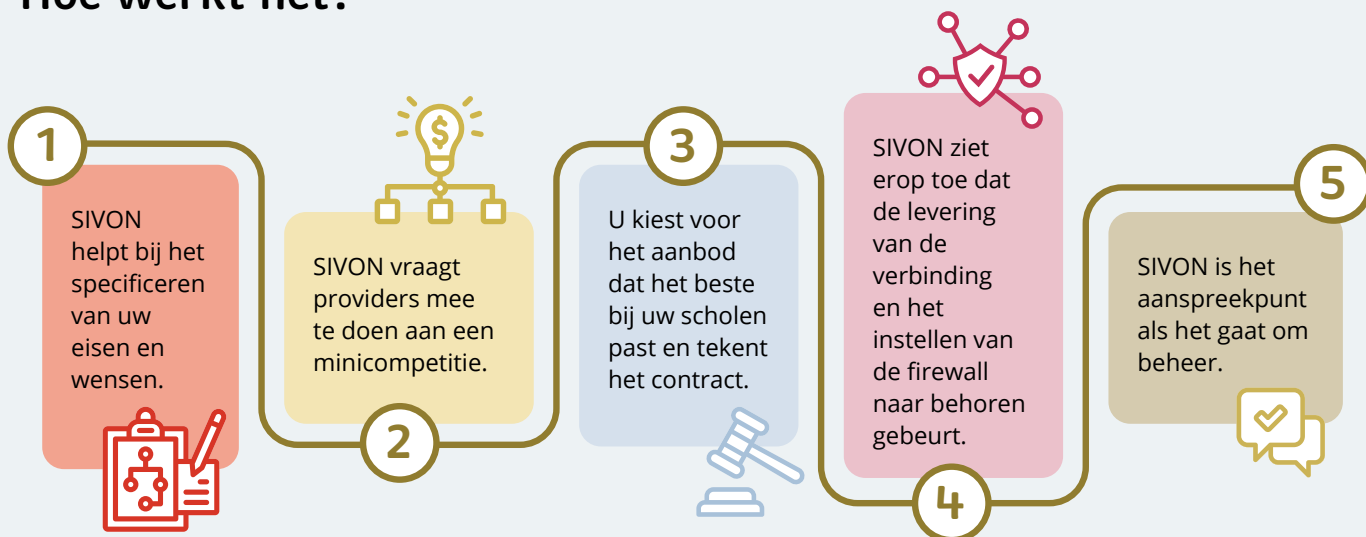 Hoe werkt het?
1
SIVON
helpt bij het
specificeren
van uw
eisen en
wensen.
$
SIVON vraagt
providers mee
te doen aan een
minicompetitie.
2
3
U kiest voor
het aanbod
dat het beste
bij uw scholen
past en tekent
het contract.
SIVON ziet
erop toe dat
de levering
van de
verbinding
en het
instellen van
de firewall
naar behoren
gebeurt.
4
5
SIVON is het
aanspreekpunt
als het gaat om
beheer.